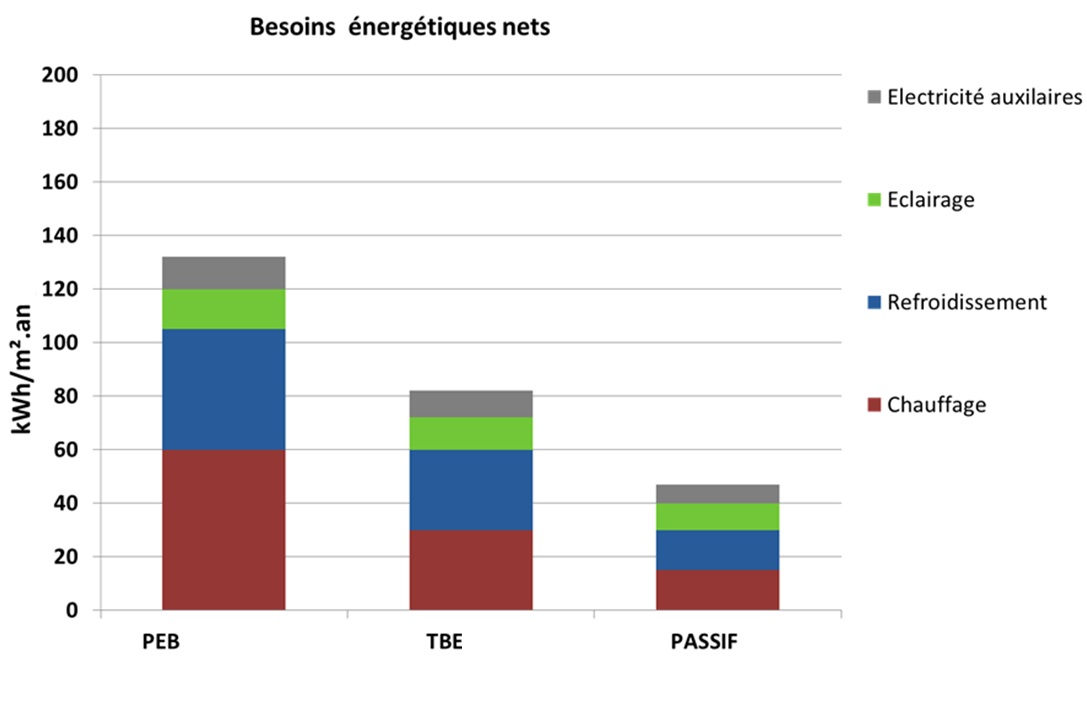 Besoins énergétiques nets
kWh/m².an
200
180
160
140
120
100
80
60
40
20
0
PEB
TBE
PASSIF
Electricité auxilaires
Eclairage
Refroidissement
Chauffage